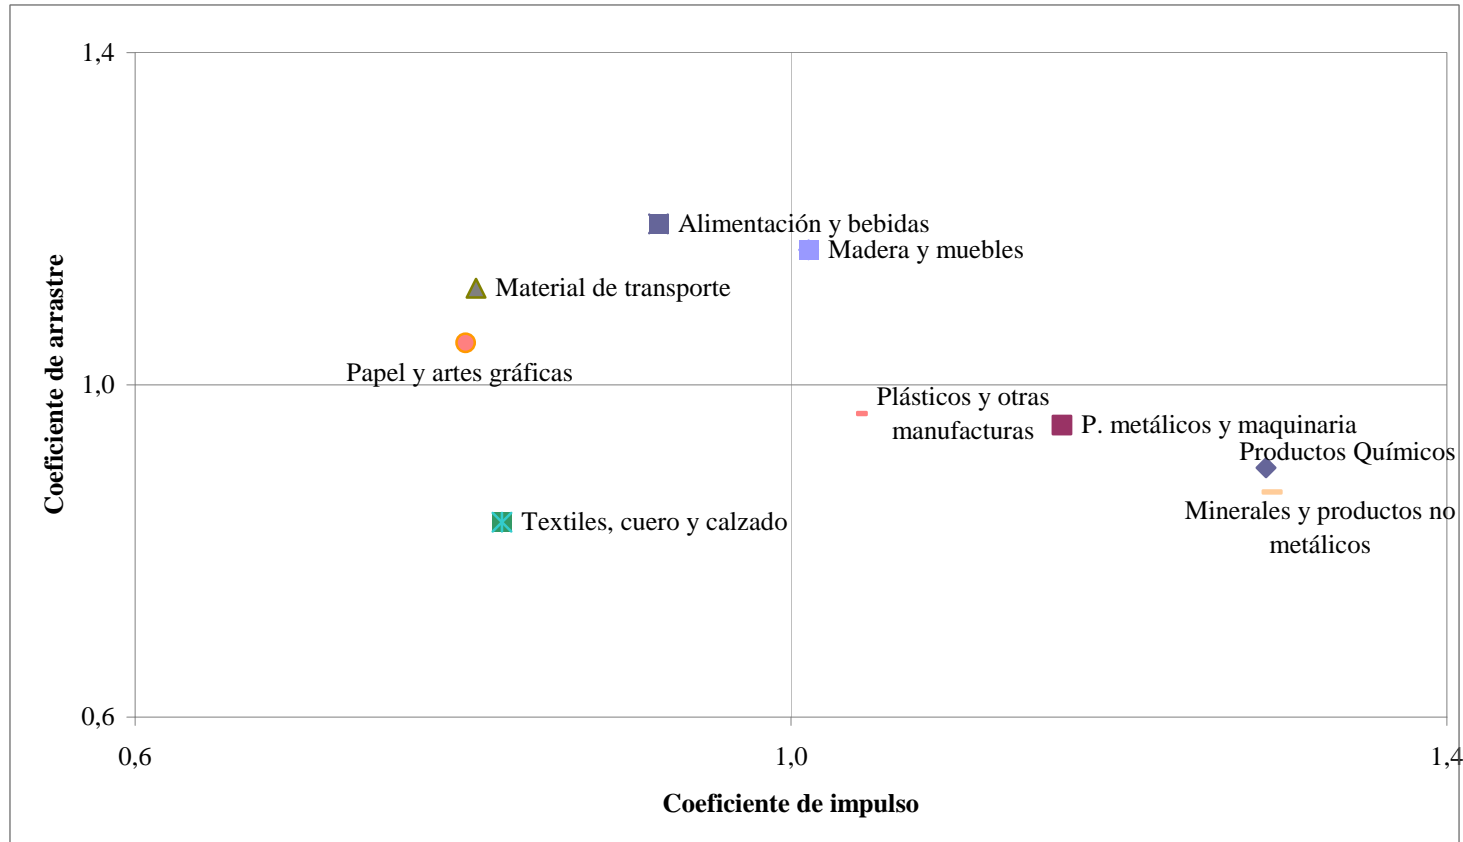 1,4
Alimentación y bebidas
Madera y muebles
Material de transporte
Papel y artes gráficas
Coeficiente de arrastre
1,0
Plásticos y otras
manufacturas
P. metálicos y maquinaria
Productos Químicos
Minerales y productos no
metálicos
Textiles, cuero y calzado
0,6
0,6
1,0
1,4
Coeficiente de impulso